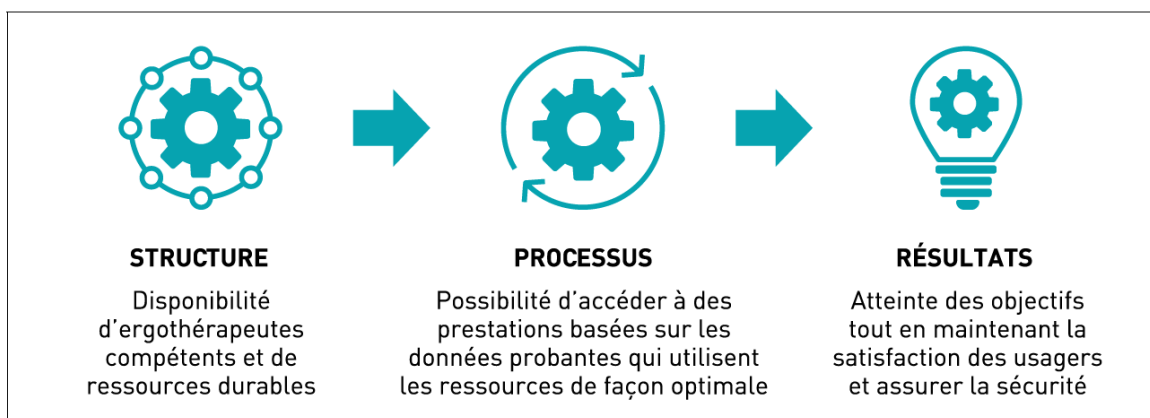 STRUCTURE
Disponibilité
d'ergothérapeutes
compétents et de
ressources durables
PROCESSUS
Possibilité d'accéder à des
prestations basées sur les
données probantes qui utilisent
les ressources de façon optimale
RÉSULTATS
Atteinte des objectifs
tout en maintenant la
satisfaction des usagers
et assurer la sécurité